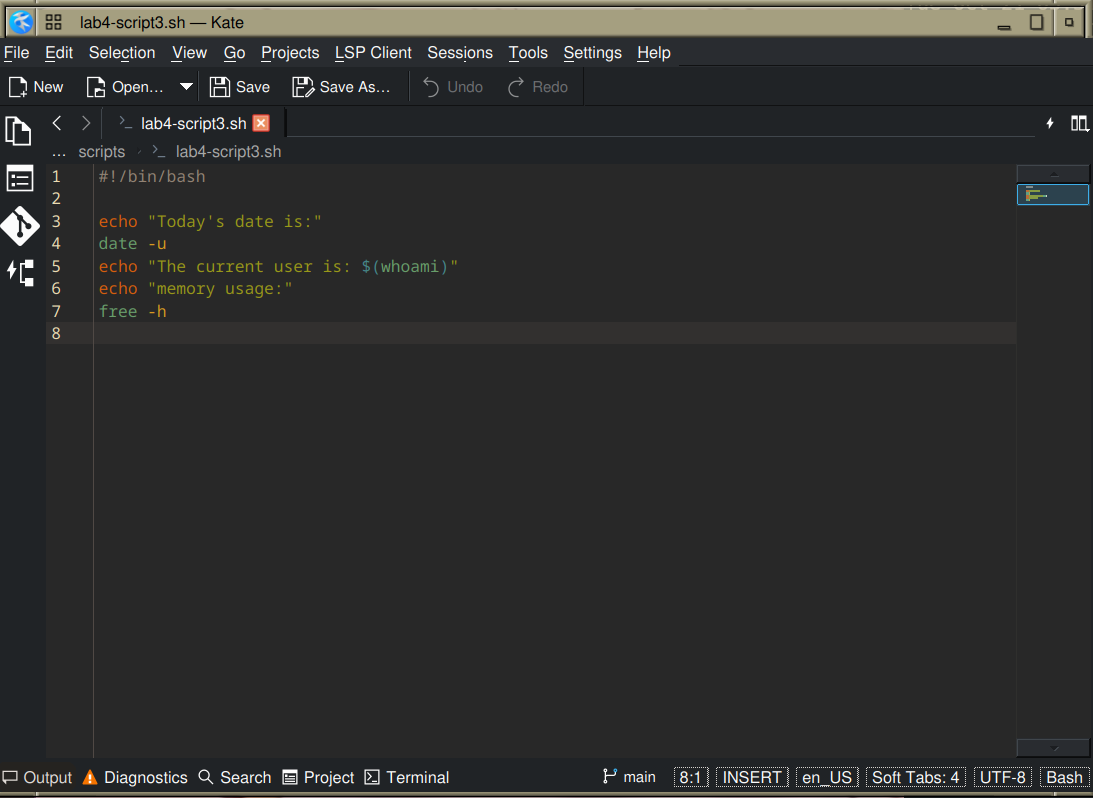 lab4-script3.sh — Kate
File Edit Selection View Go Projects LSP Client Sessions Tools Settings Help
New Open... Save Save As... Undo Redo
lab4-script3.sh
... scripts lab4-script3.sh
1 #!/bin/bash
2
3 echo "Today's date is:"
4 date -u
5 echo "The current user is: $(whoami)"
6 echo "memory usage:"
7 free -h
8
Output Diagnostics Search Project Terminal main 8:1 INSERT en_US Soft Tabs: 4 UTF-8 Bash